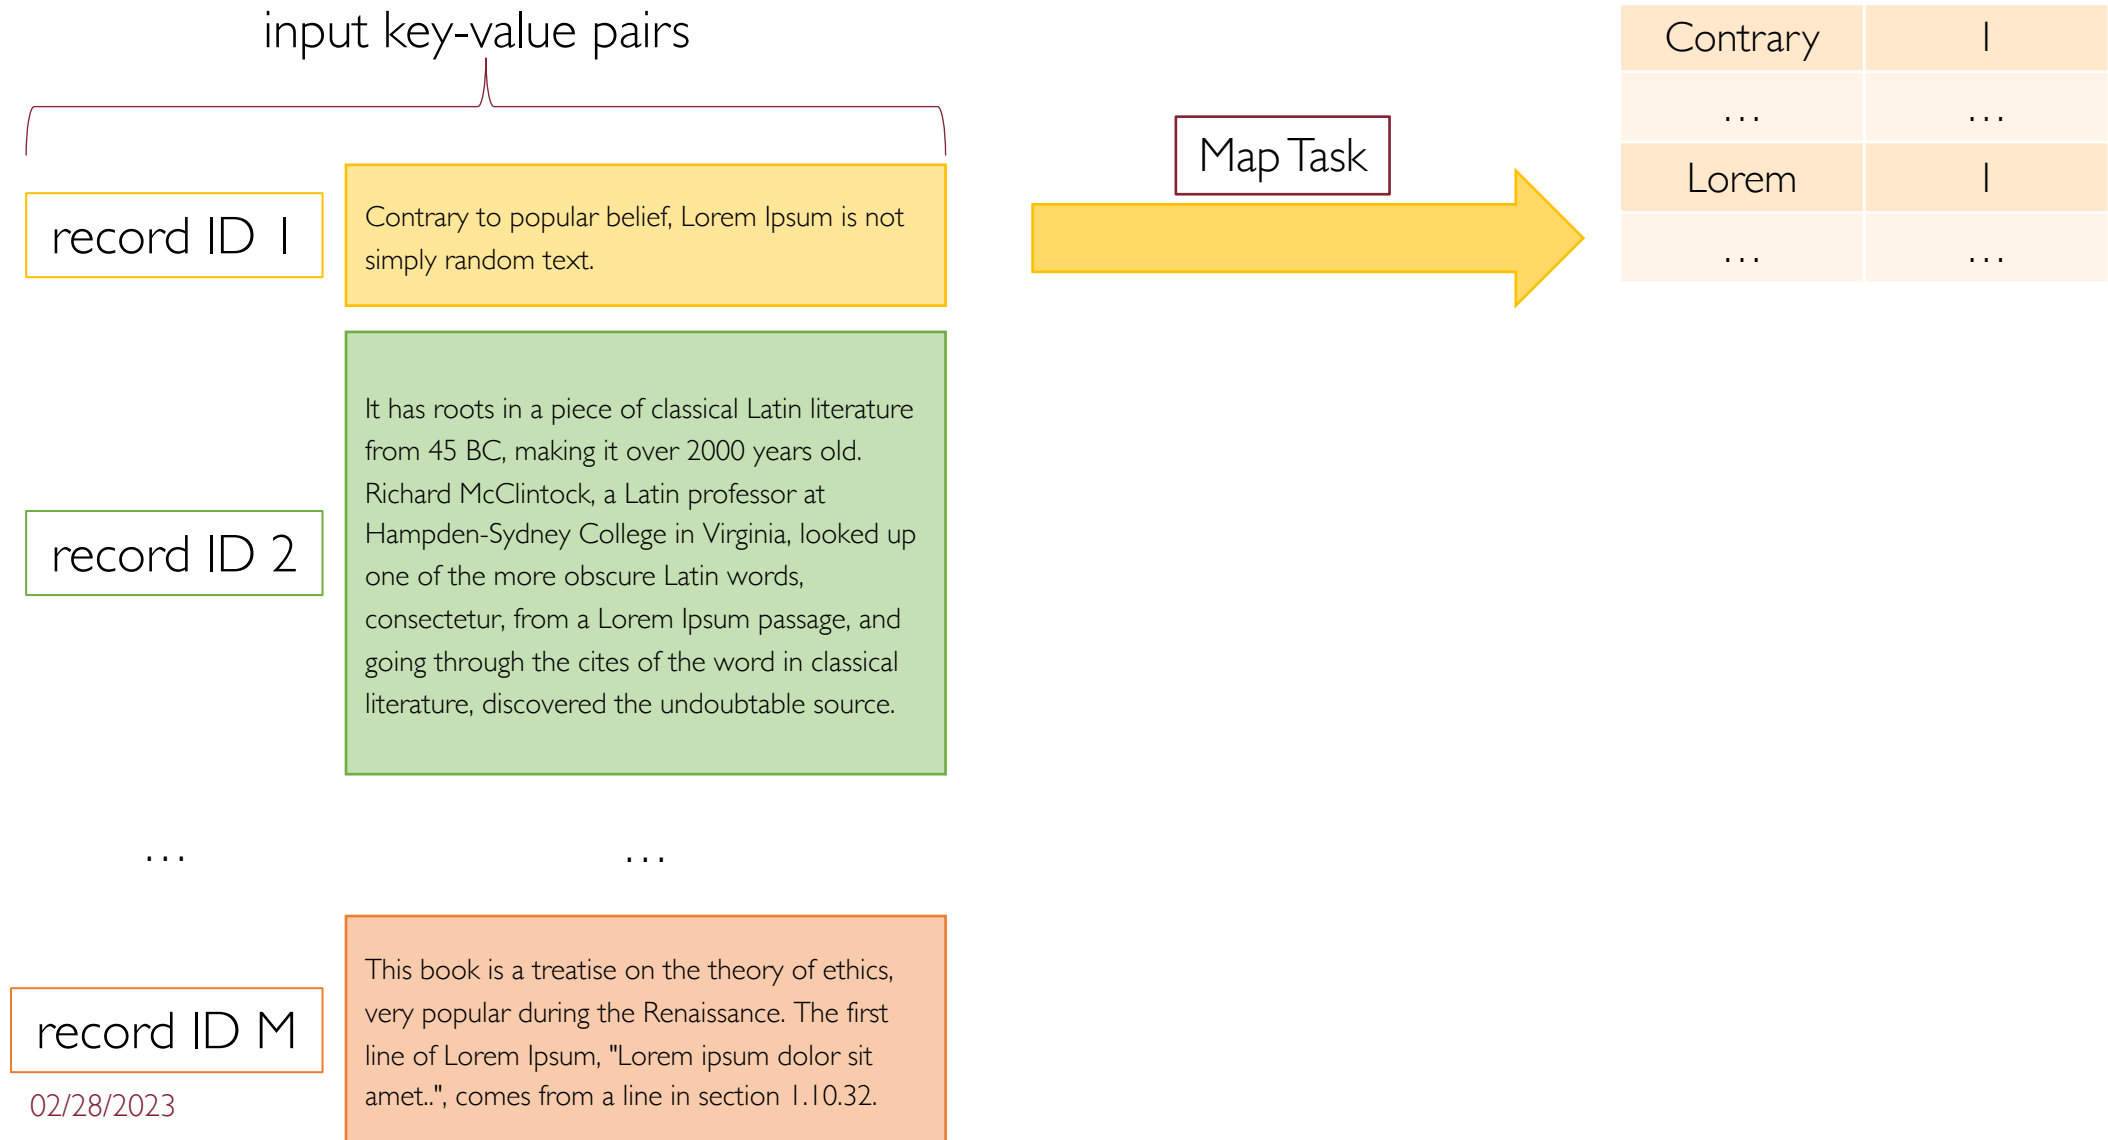 input key-value pairs
record ID 1
Contrary to popular belief, Lorem Ipsum is not
simply random text.
Map Task
Contrary 1
... ...
Lorem 1
... ...
record ID 2
It has roots in a piece of classical Latin literature
from 45 BC, making it over 2000 years old.
Richard McClintock, a Latin professor at
Hampden-Sydney College in Virginia, looked up
one of the more obscure Latin words,
consectetur, from a Lorem Ipsum passage, and
going through the cites of the word in classical
literature, discovered the undoubtable source.
... ...
record ID M
This book is a treatise on the theory of ethics,
very popular during the Renaissance. The first
line of Lorem Ipsum, "Lorem ipsum dolor sit
amet..", comes from a line in section 1.10.32.
02/28/2023